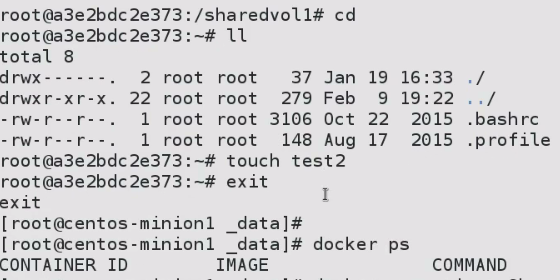 root@a3e2bdc2e373:/sharedvol1# cd
root@a3e2bdc2e373:~# ll
total 8
drwx------.  2 root root   37 Jan 19 16:33 ./
drwxr-xr-x. 22 root root  279 Feb  9 19:22 ../
-rw-r--r--.  1 root root 3106 Oct 22  2015 .bashrc
-rw-r--r--.  1 root root  148 Aug 17  2015 .profile
root@a3e2bdc2e373:~# touch test2
root@a3e2bdc2e373:~# exit
exit
[root@centos-minion1 _data]#
[root@centos-minion1 _data]# docker ps
CONTAINER ID        IMAGE               COMMAND